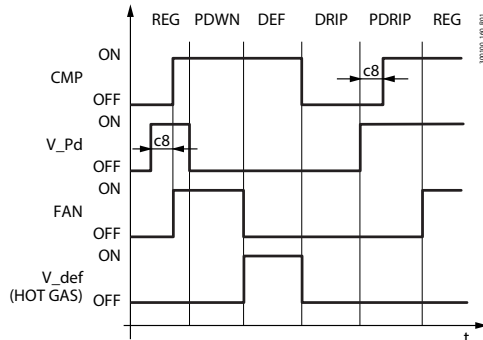 REG PDWN DEF DRIP PDRIP REG
ON
CMP
c8
OFF
ON
V_Pd
c8
OFF
ON
FAN
OFF
ON
V_def
(HOT GAS)
OFF
t